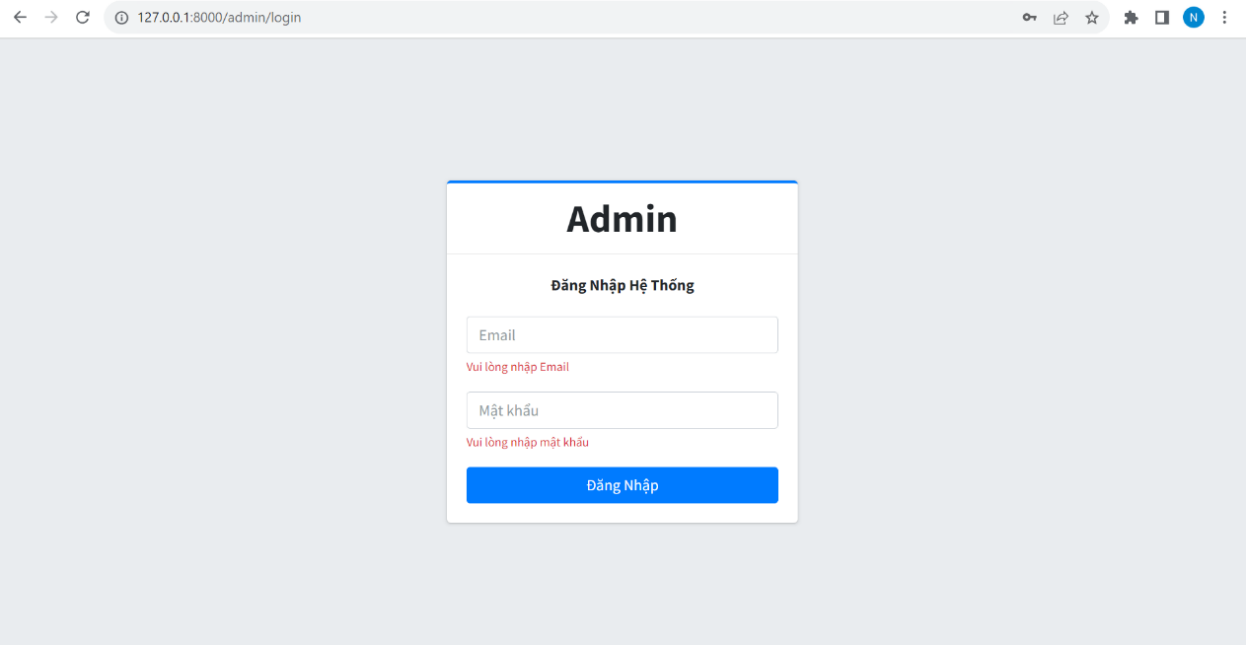 127.0.0.1:8000/admin/login
N
Admin
Đăng Nhập Hệ Thống
Email
Vui lòng nhập Email
Mật khẩu
Vui lòng nhập mật khẩu
Đăng Nhập